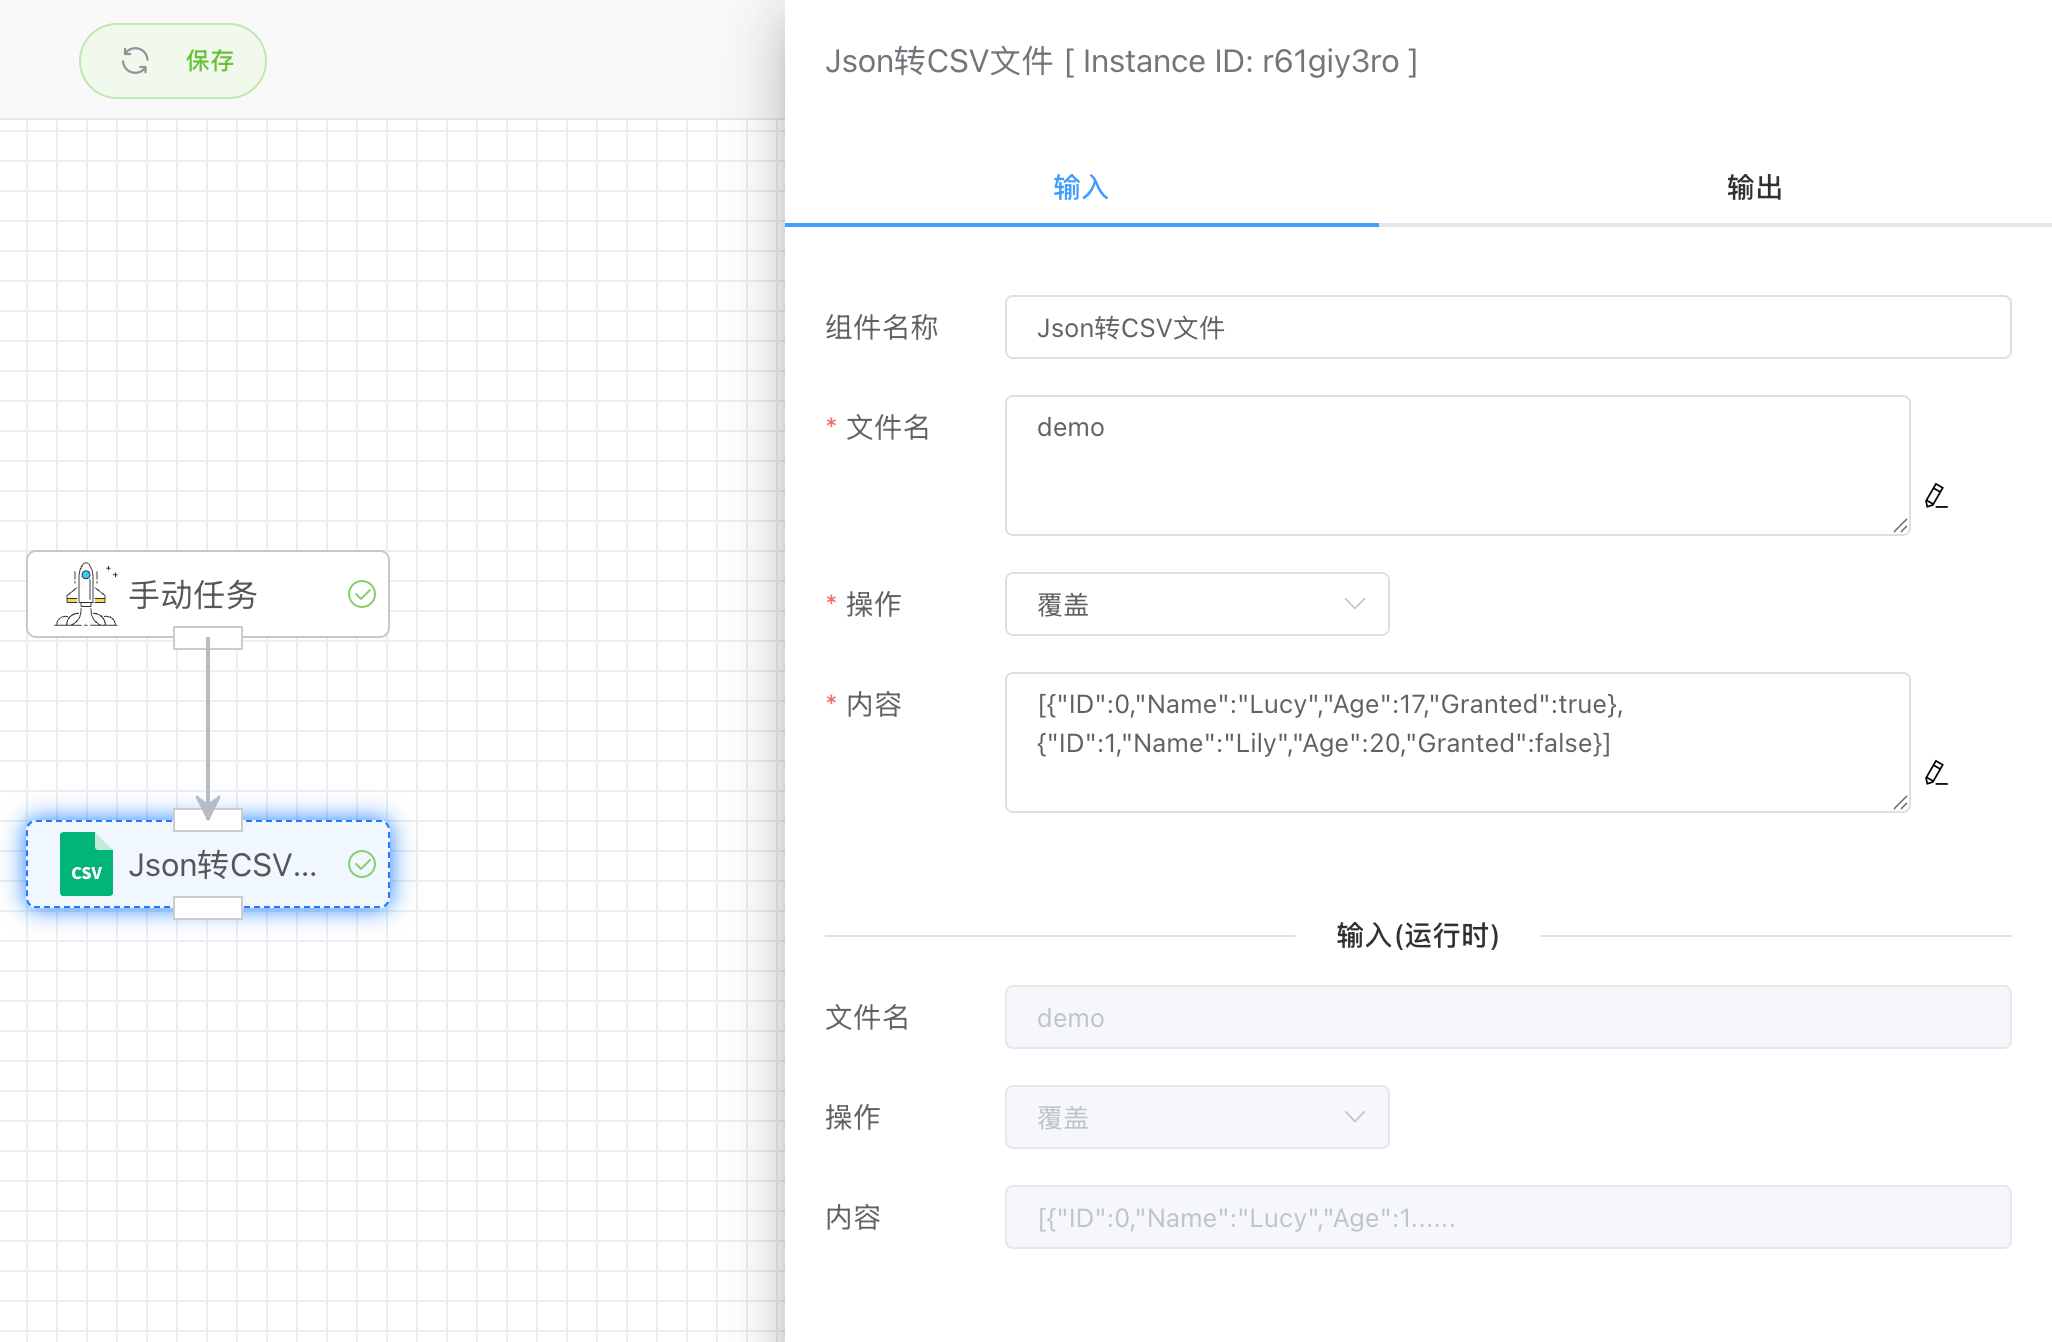 保存
手动任务
CSV
Json转CSV...
Json转CSV文件 [ Instance ID: r61giy3ro ]
输入
输出
组件名称
Json转CSV文件
* 文件名
demo
* 操作
覆盖
* 内容
[{"ID":0,"Name":"Lucy","Age":17,"Granted":true},
{"ID":1,"Name":"Lily","Age":20,"Granted":false}]
输入(运行时)
文件名
demo
操作
覆盖
内容
[{"ID":0,"Name":"Lucy","Age":1......